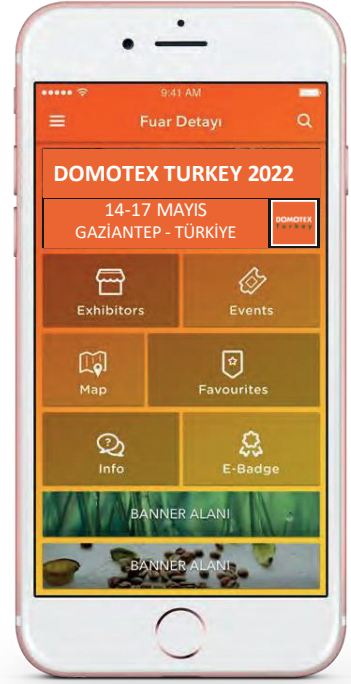 9:41 AM
Fuar Detayı
DOMOTEX TURKEY 2022
14-17 MAYIS
GAZİANTEP - TÜRKİYE
DOMOTEX
Turkey
Exhibitors
Events
Map
Favourites
Info
E-Badge
BANNER ALANI
BANNER ALANI